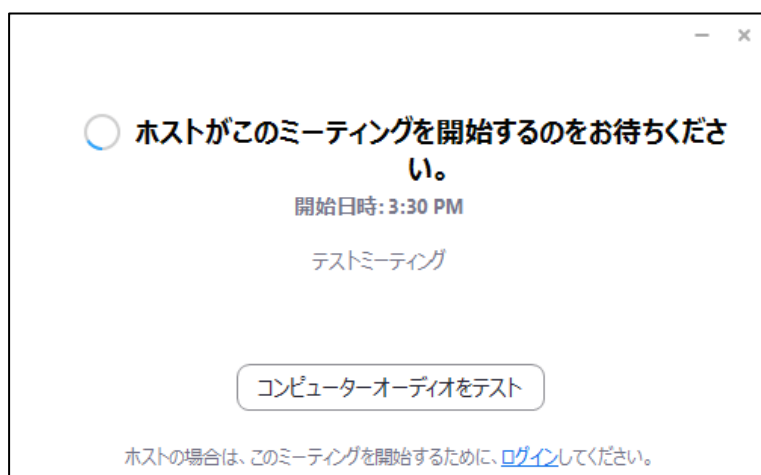 ホストがこのミーティングを開始するのをお待ちくださ
い。
開始日時: 3:30 PM
テストミーティング
コンピューターオーディオをテスト
ホストの場合は、このミーティングを開始するために、ログインしてください。